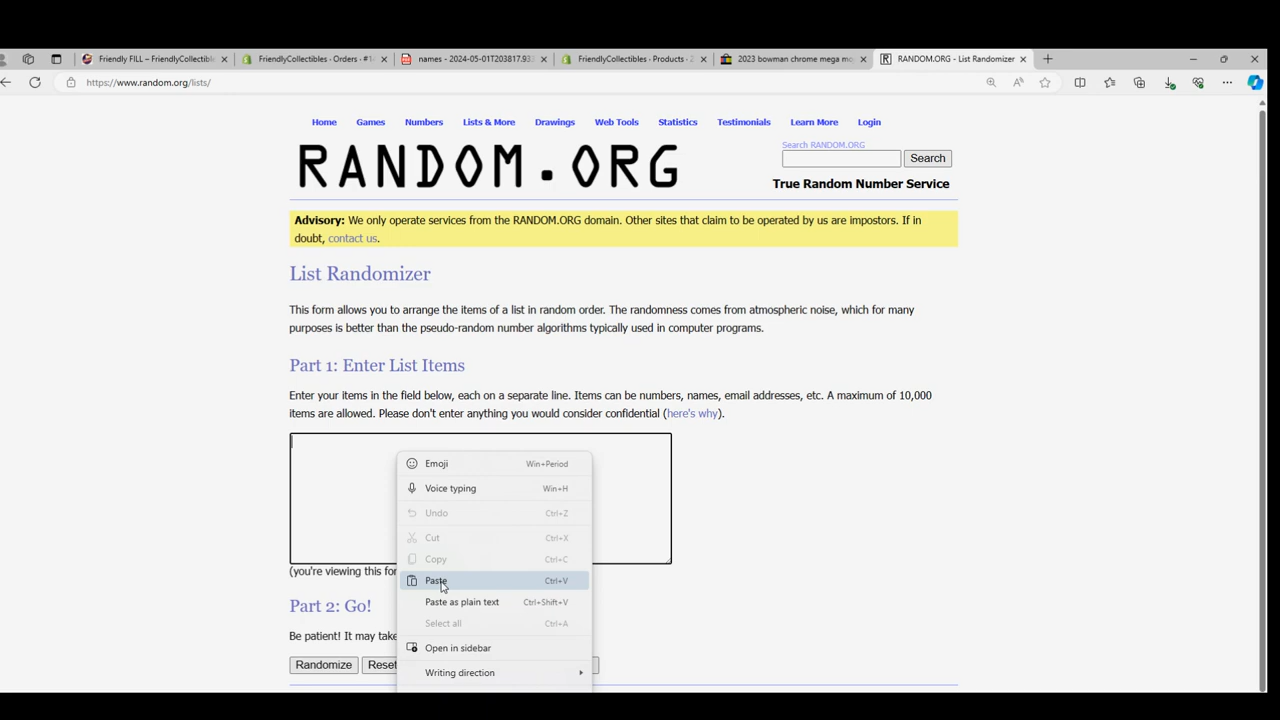 Friendly FILL – FriendlyCollectibl
FriendlyCollectibles · Orders · #1
names - 2024-05-01T203817.933
FriendlyCollectibles · Products · 2
2023 bowman chrome mega mo
RANDOM.ORG - List Randomizer
https://www.random.org/lists/
Home Games Numbers Lists & More Drawings Web Tools Statistics Testimonials Learn More Login
RANDOM.ORG
Search RANDOM.ORG
Search
True Random Number Service
Advisory: We only operate services from the RANDOM.ORG domain. Other sites that claim to be operated by us are impostors. If in
doubt, contact us.
List Randomizer
This form allows you to arrange the items of a list in random order. The randomness comes from atmospheric noise, which for many
purposes is better than the pseudo-random number algorithms typically used in computer programs.
Part 1: Enter List Items
Enter your items in the field below, each on a separate line. Items can be numbers, names, email addresses, etc. A maximum of 10,000
items are allowed. Please don't enter anything you would consider confidential (here's why).
Emoji Win+Period
Voice typing Win+H
Undo Ctrl+Z
Cut Ctrl+X
Copy Ctrl+C
(you're viewing this for
Paste Ctrl+V
Paste as plain text Ctrl+Shift+V
Part 2: Go!
Select all Ctrl+A
Be patient! It may take
Open in sidebar
Randomize Reset
Writing direction